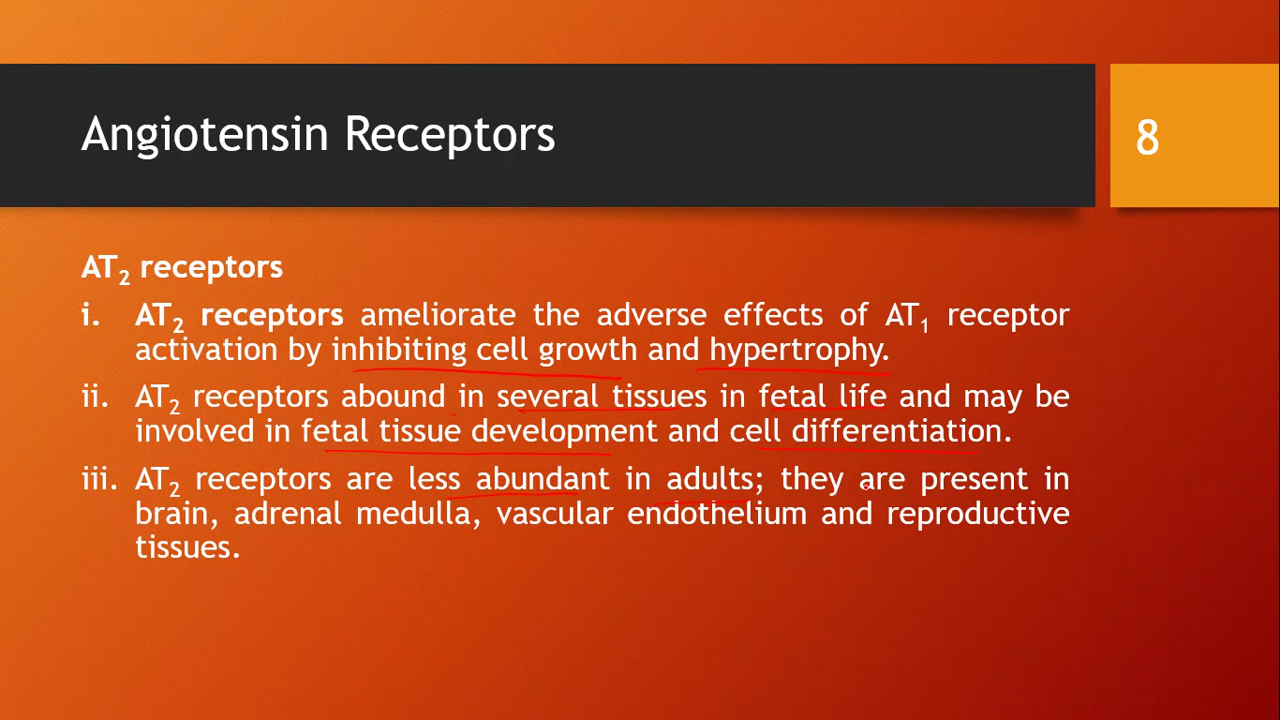 Angiotensin Receptors
8
AT₂ receptors
i. AT₂ receptors ameliorate the adverse effects of AT₁ receptor
activation by inhibiting cell growth and hypertrophy.
ii. AT₂ receptors abound in several tissues in fetal life and may be
involved in fetal tissue development and cell differentiation.
iii. AT₂ receptors are less abundant in adults; they are present in
brain, adrenal medulla, vascular endothelium and reproductive
tissues.